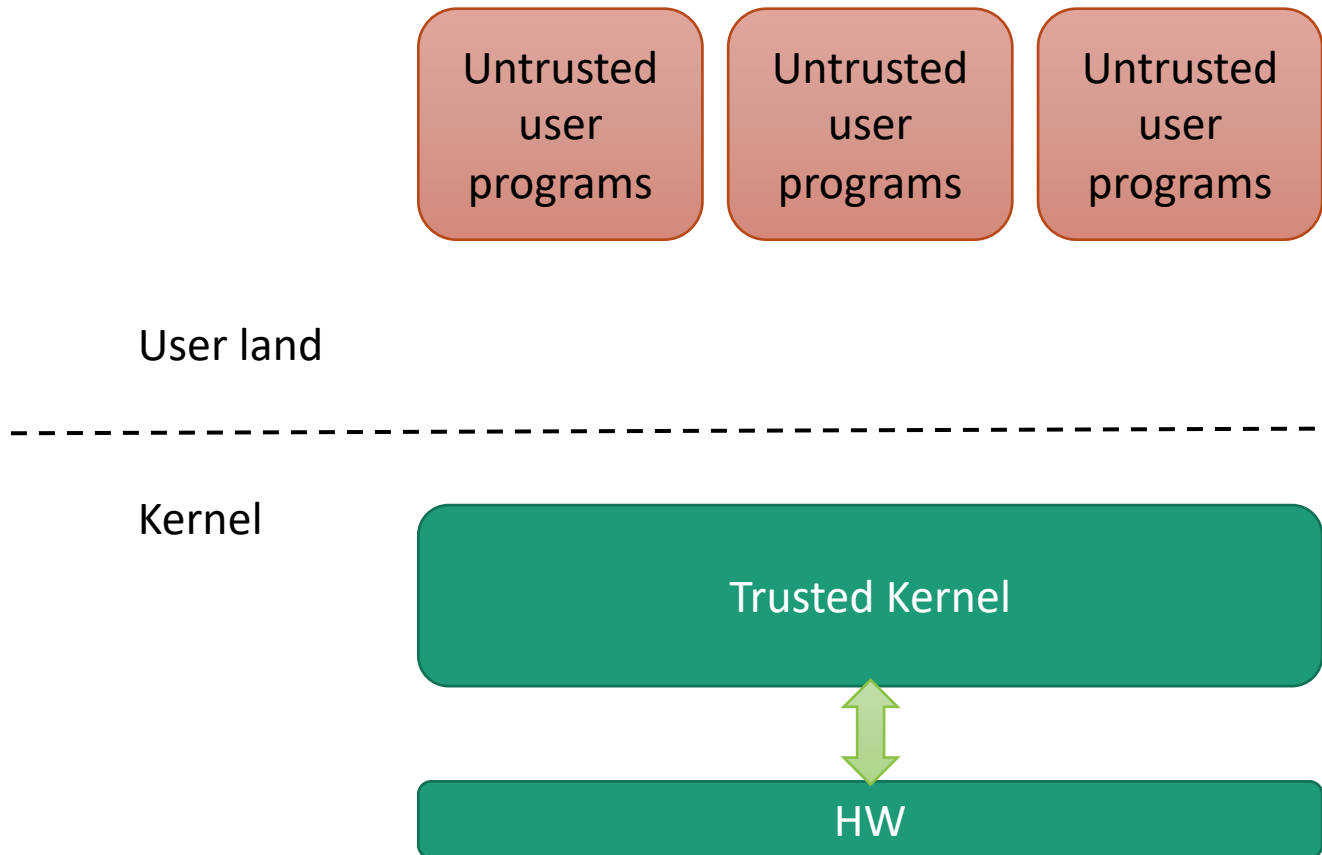 Untrusted
user
programs
Untrusted
user
programs
Untrusted
user
programs
User land
Kernel
Trusted Kernel
HW